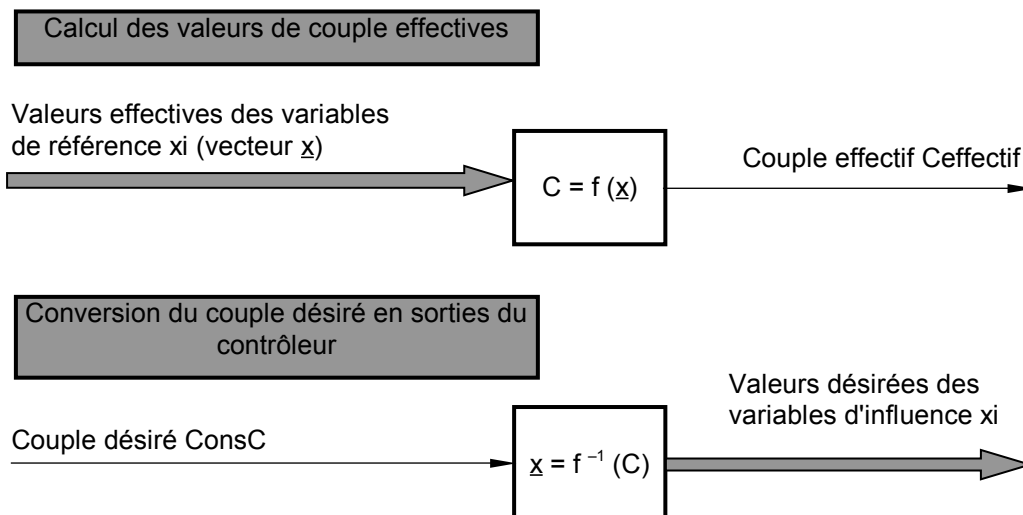 Calcul des valeurs de couple effectives
Valeurs effectives des variables
de référence xi (vecteur x)
C = f (x)
Couple effectif Ceffectif
Conversion du couple désiré en sorties du
contrôleur
Valeurs désirées des
variables d'influence xi
Couple désiré ConsC
x = f ⁻¹ (C)